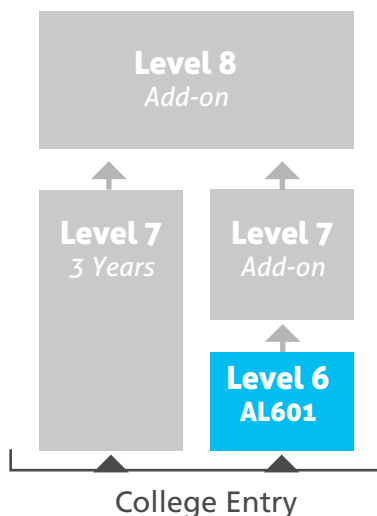 Level 8
Add-on
Level 7
3 Years
Level 7
Add-on
Level 6
AL601
College Entry